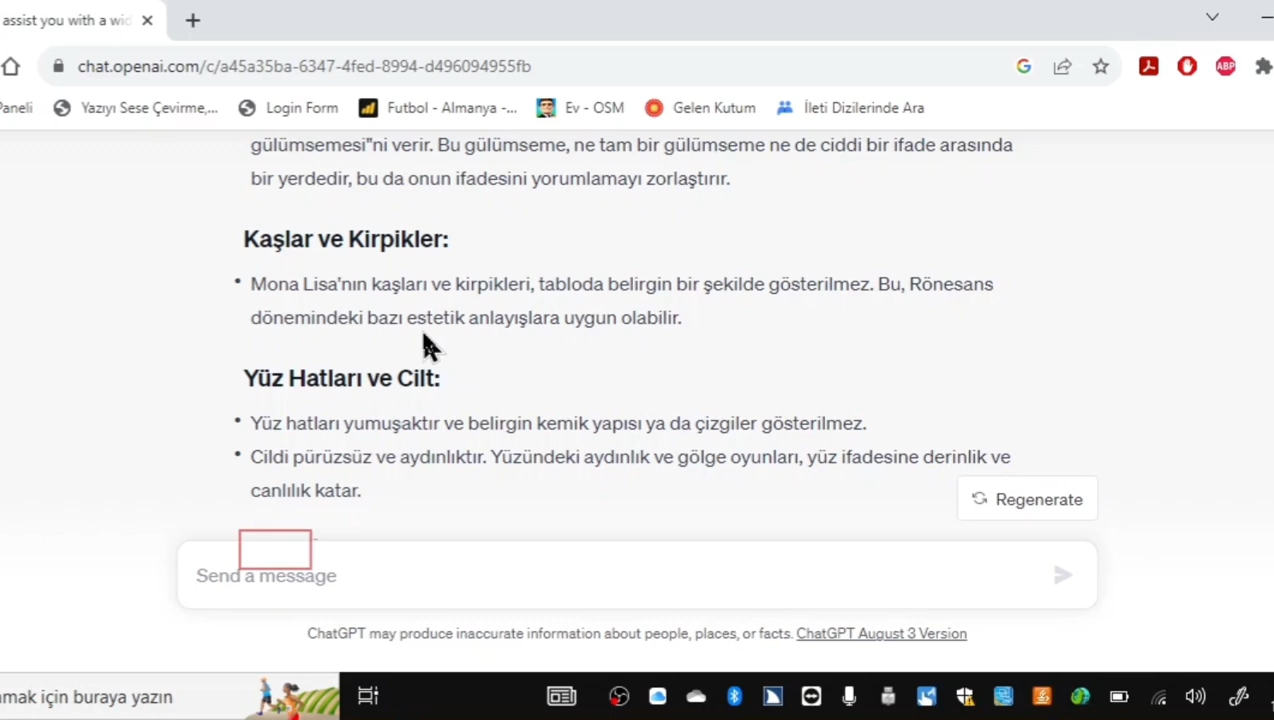 assist you with a wid
chat.openai.com/c/a45a35ba-6347-4fed-8994-d496094955fb
ABP
Paneli
Yazıyı Sese Çevirme,...
Login Form
Futbol - Almanya -...
Ev - OSM
Gelen Kutum
İleti Dizilerinde Ara
gülümsemesi"ni verir. Bu gülümseme, ne tam bir gülümseme ne de ciddi bir ifade arasında
bir yerdedir, bu da onun ifadesini yorumlamayı zorlaştırır.
Kaşlar ve Kirpikler:
• Mona Lisa'nın kaşları ve kirpikleri, tabloda belirgin bir şekilde gösterilmez. Bu, Rönesans
dönemindeki bazı estetik anlayışlara uygun olabilir.
Yüz Hatları ve Cilt:
• Yüz hatları yumuşaktır ve belirgin kemik yapısı ya da çizgiler gösterilmez.
• Cildi pürüzsüz ve aydınlıktır. Yüzündeki aydınlık ve gölge oyunları, yüz ifadesine derinlik ve
canlılık katar.
Regenerate
Send a message
ChatGPT may produce inaccurate information about people, places, or facts. ChatGPT August 3 Version
amak için buraya yazın